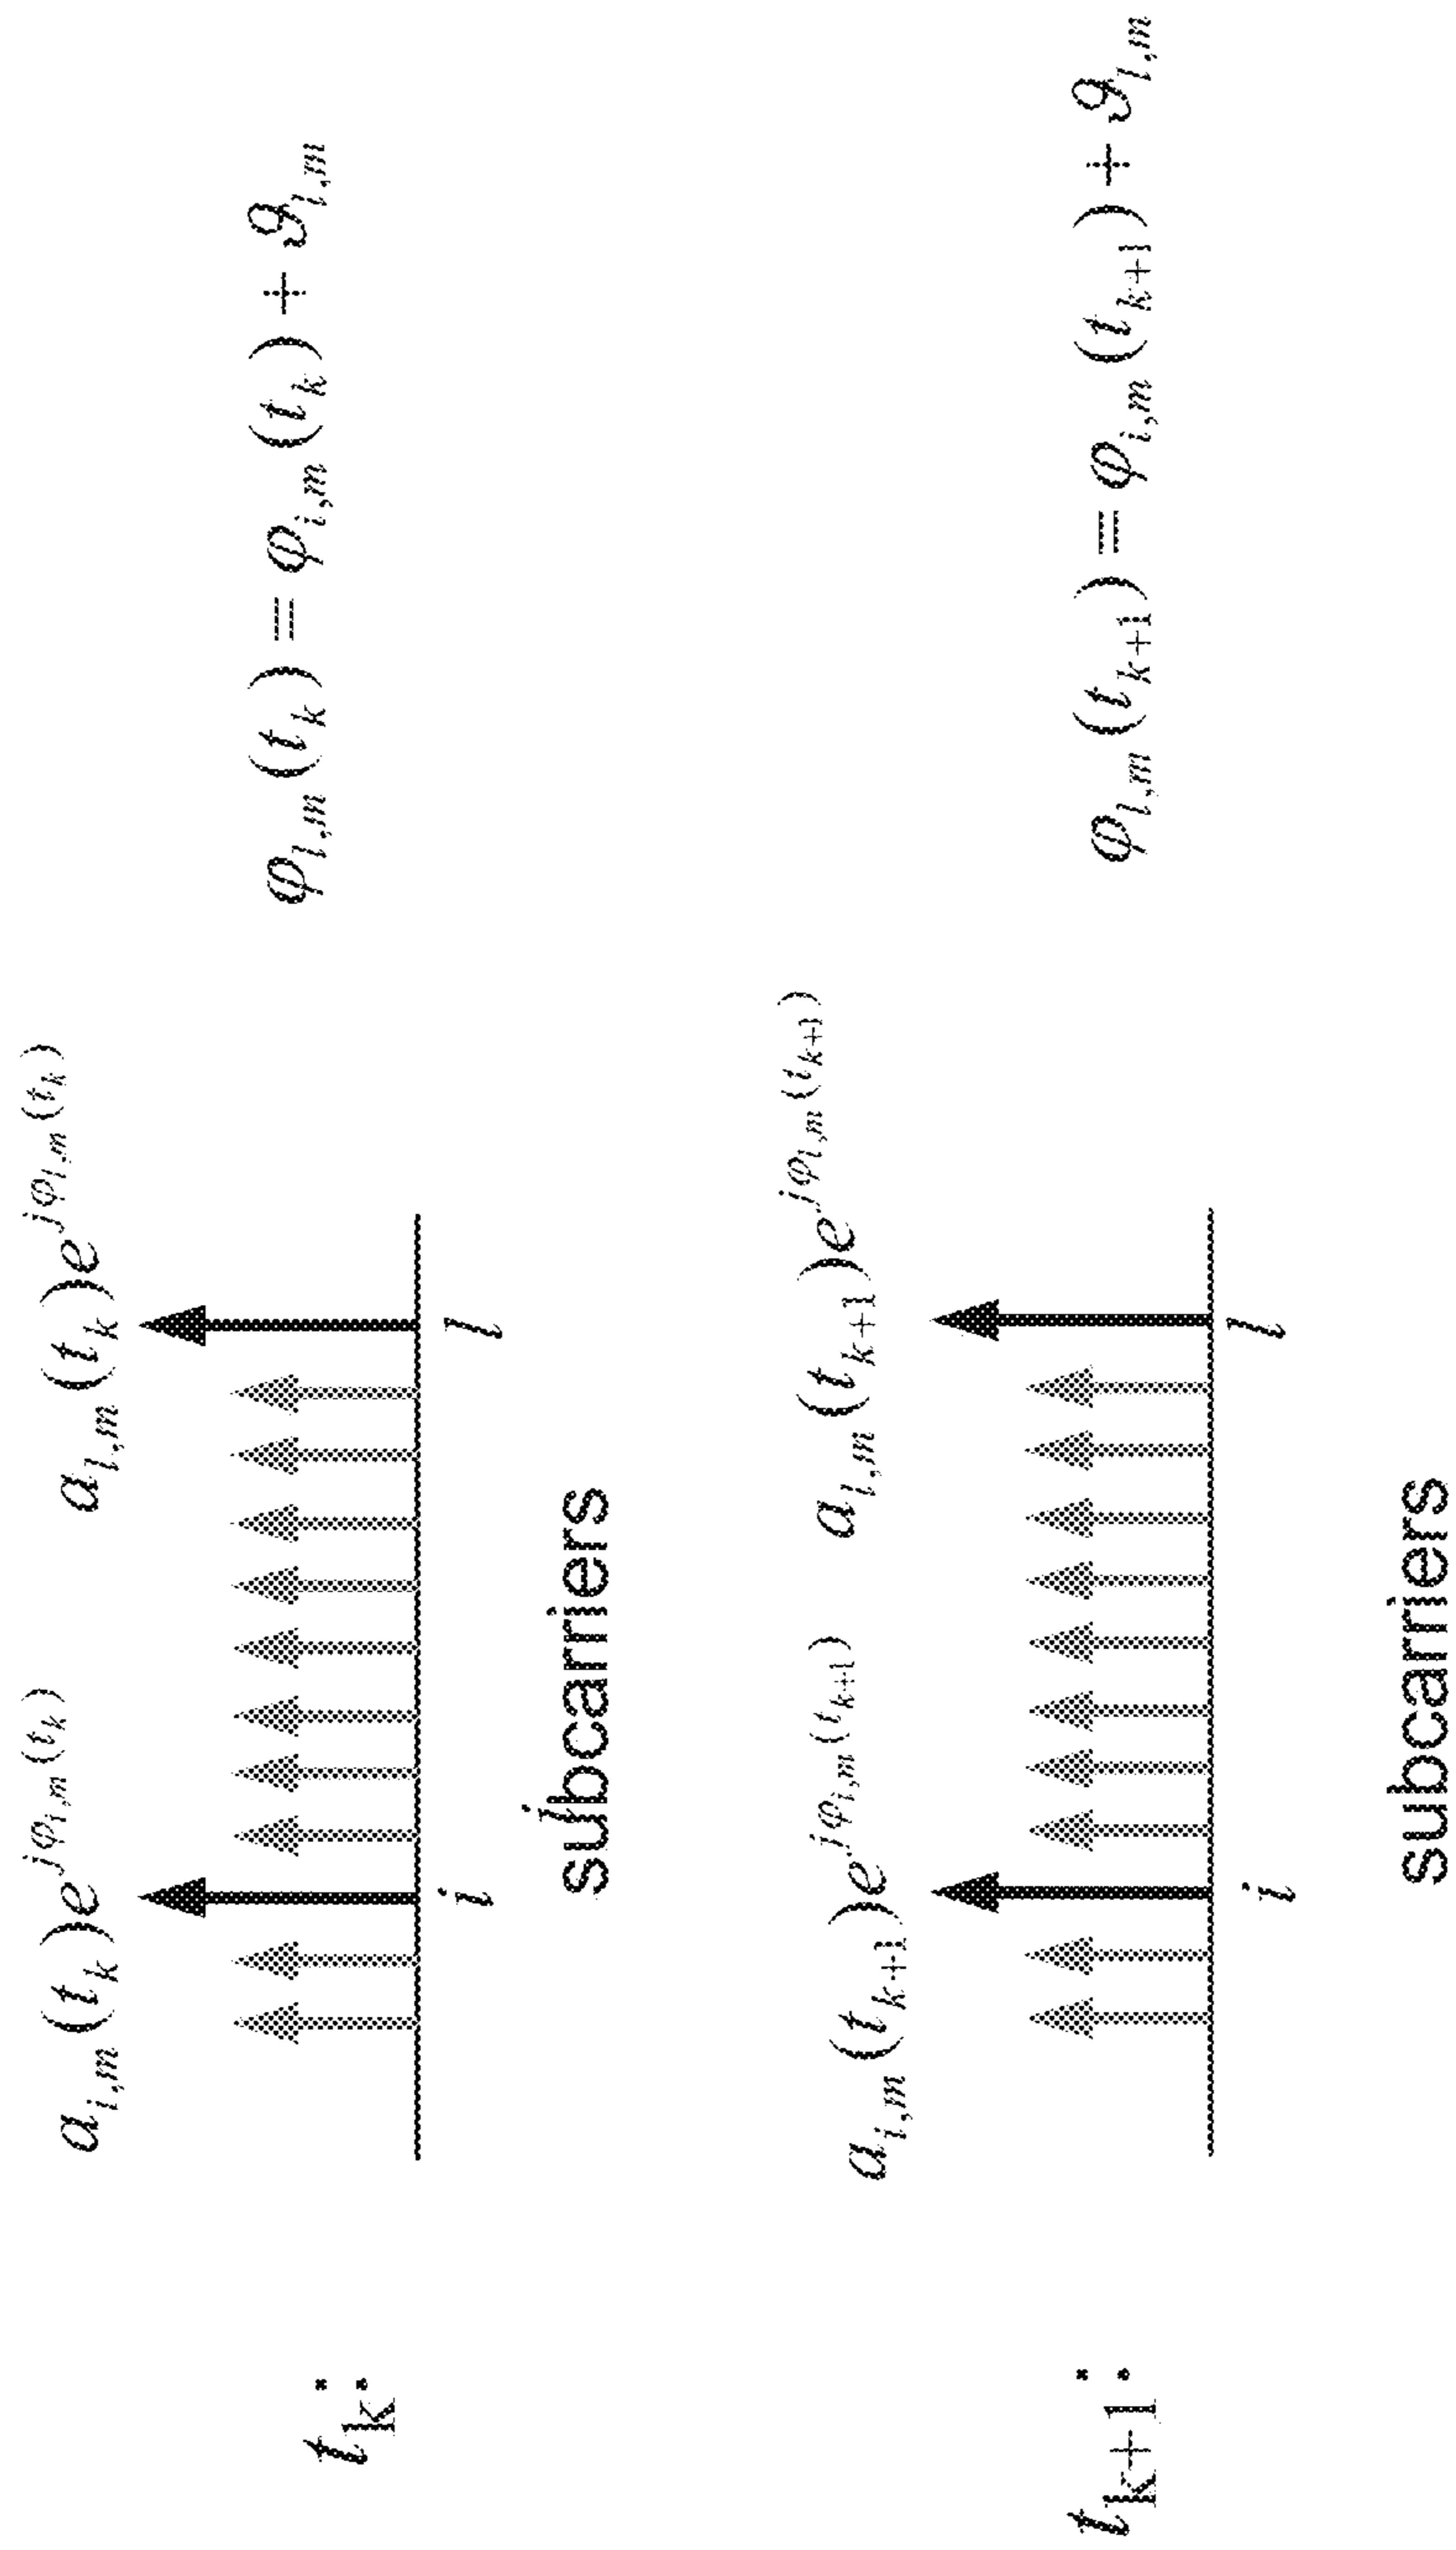 a_{i,m}(t_k)e^{jφ_{i,m}(t_k)} a_{l,m}(t_k)e^{jφ_{l,m}(t_k)}
t_k: φ_{l,m}(t_k) = φ_{i,m}(t_k) + ϑ_{l,m}
i l
j
subcarriers
a_{i,m}(t_{k+1})e^{jφ_{i,m}(t_{k+1})} a_{l,m}(t_{k+1})e^{jφ_{l,m}(t_{k+1})}
t_{k+1}: φ_{l,m}(t_{k+1}) = φ_{i,m}(t_{k+1}) + ϑ_{l,m}
i l
subcarriers